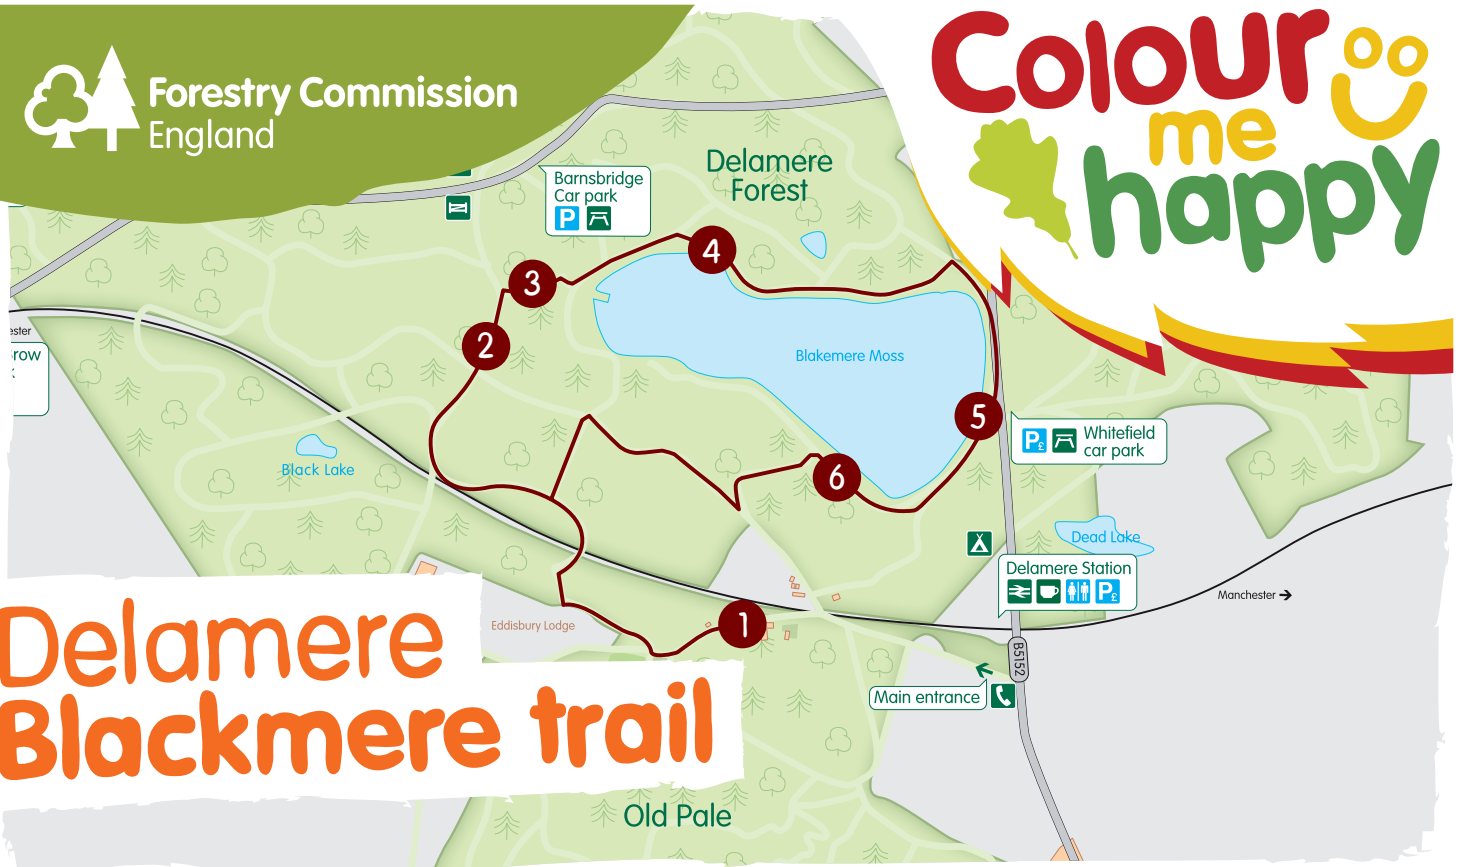 Forestry Commission
England
Colour
me
happy
Delamere
Forest
Barnsbridge
Car park
P
4
3
2
Blakemere Moss
5
P£
Whitefield
car park
6
Black Lake
Dead Lake
Delamere Station
P£
Manchester
Eddisbury Lodge
1
B5152
Main entrance
Delamere
Blackmere trail
Old Pale